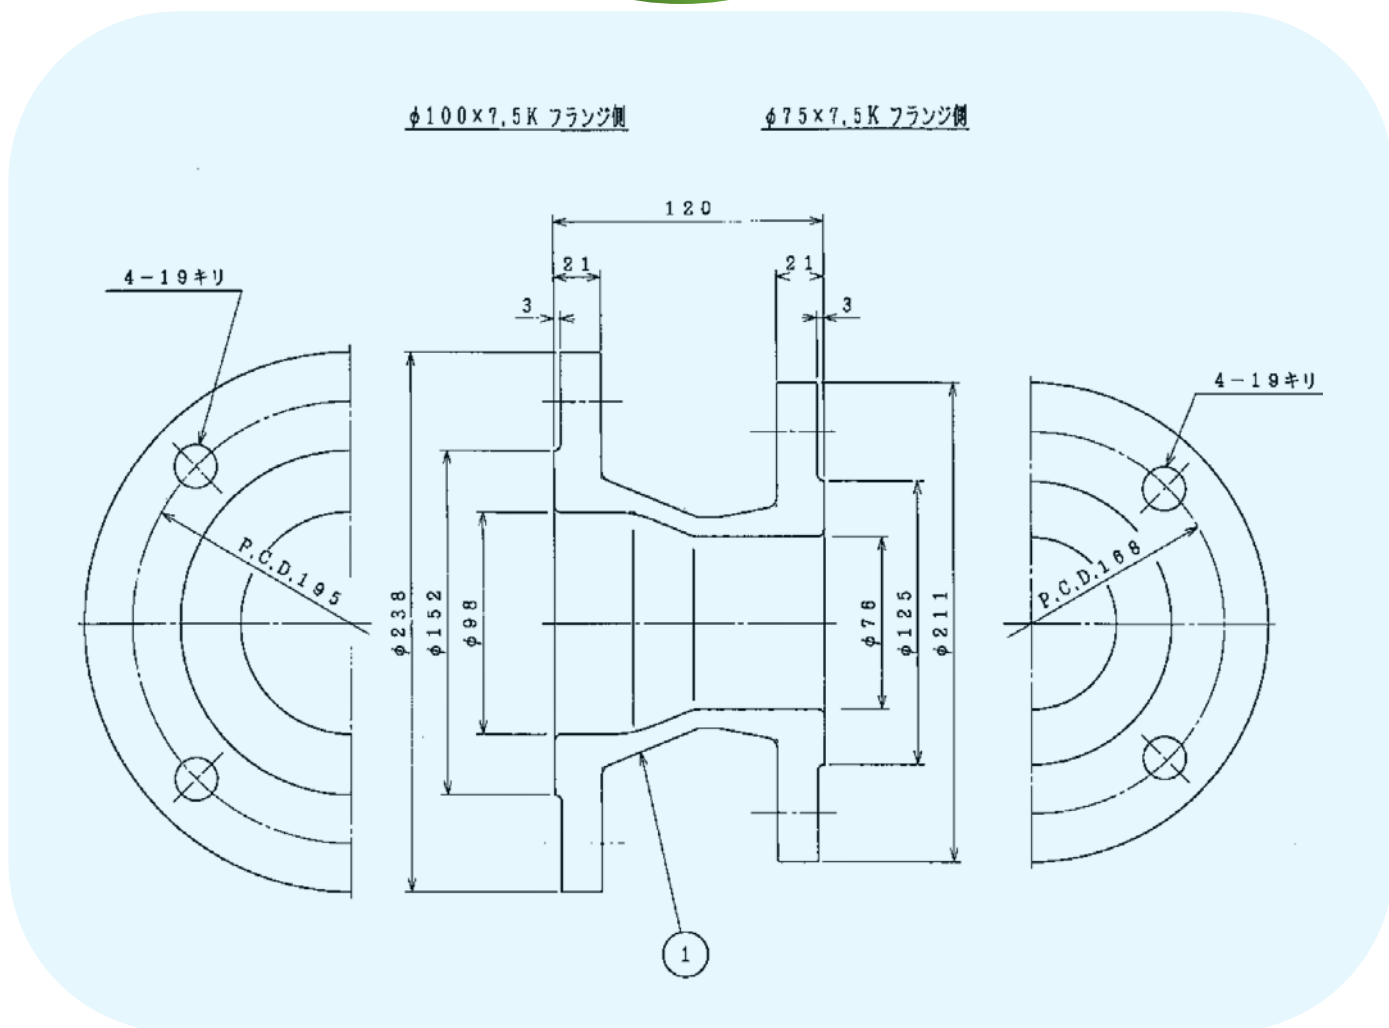 φ100×7.5K フランジ側
φ75×7.5K フランジ側
120
21
21
3
3
4-19キリ
4-19キリ
P.C.D.195
φ238
φ152
φ98
φ76
φ125
φ211
P.C.D.168
1